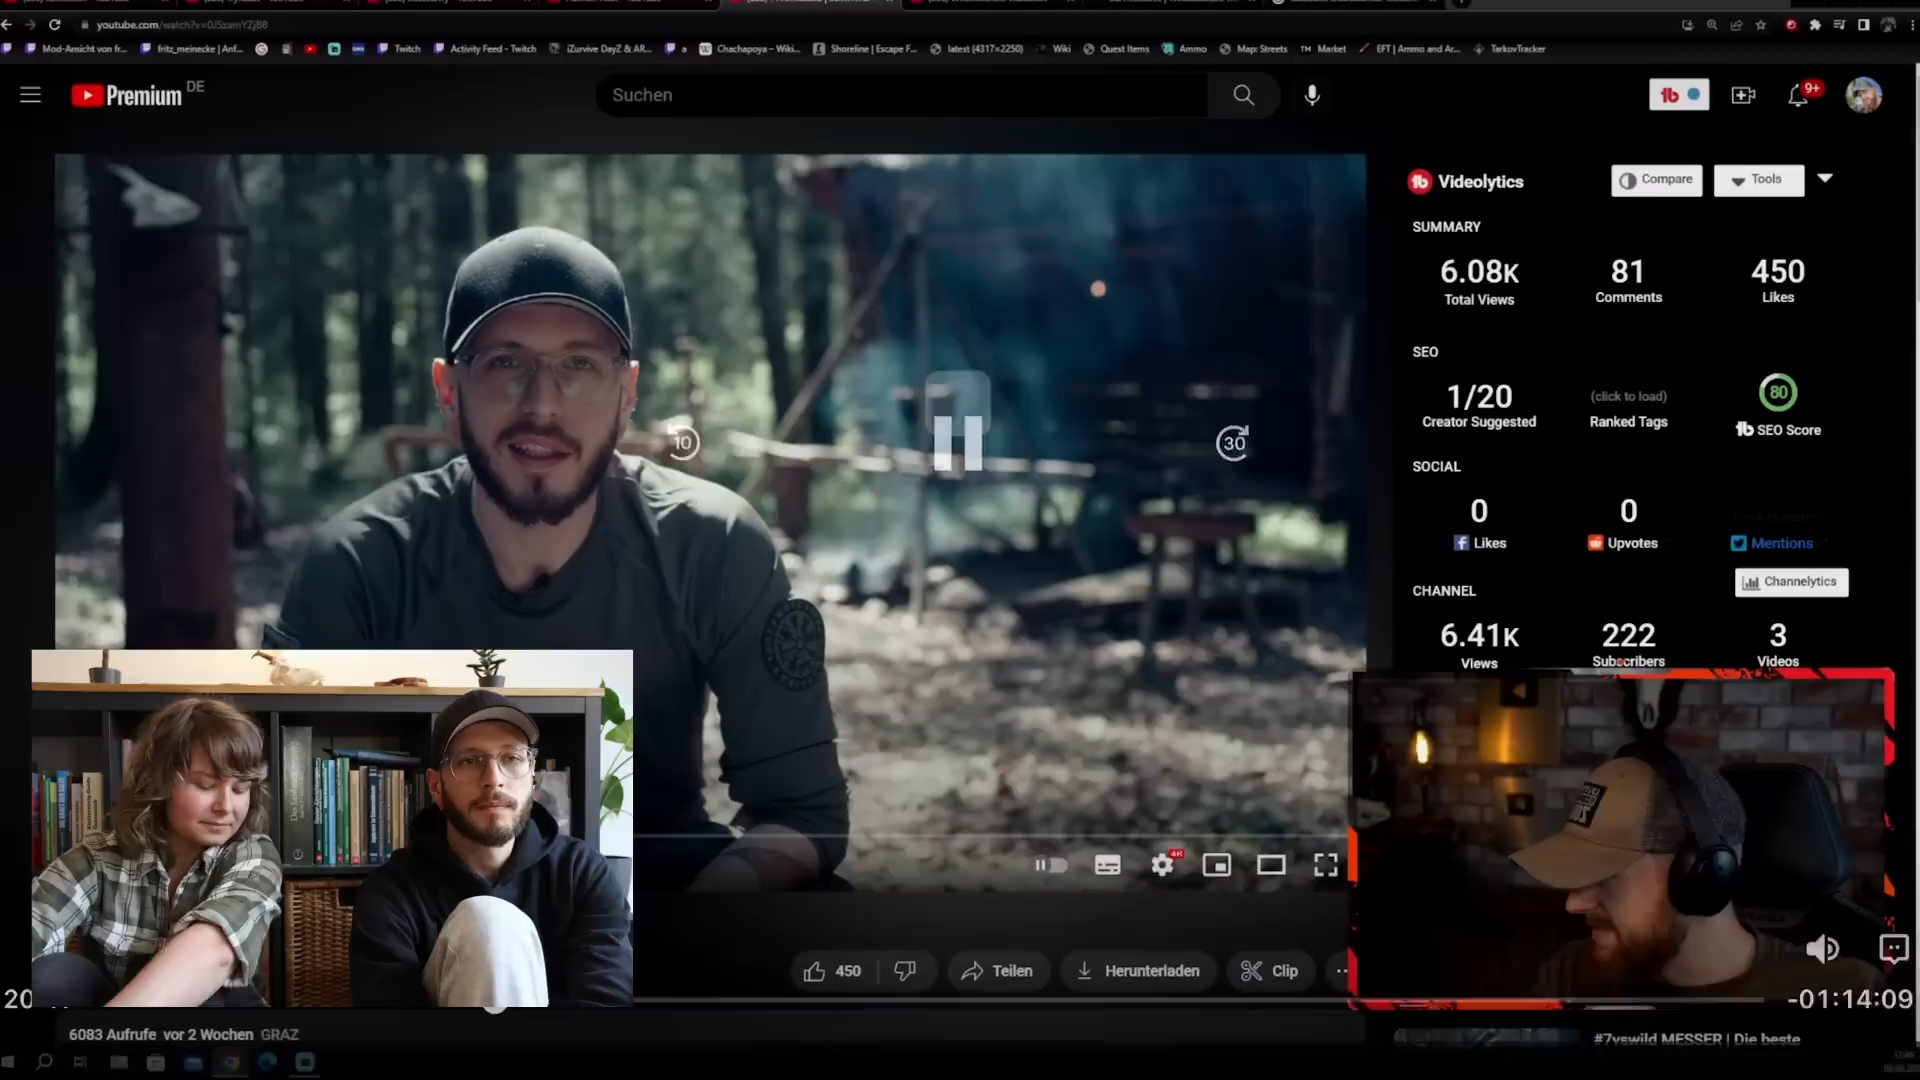 youtube.com/watch?v=0JSzamYZjB8
Mod-Ansicht von fr...
fritz_meinecke | Anf...
Twitch
Activity Feed - Twitch
iZurvive DayZ & AR...
a
Chachapoya – Wiki...
Shoreline | Escape F...
latest (4317×2250)
Wiki
Quest Items
Ammo
Map: Streets
TM Market
EFT | Ammo and Ar...
TarkovTracker
Premium DE
Suchen
9+
Videolytics
Compare
Tools
SUMMARY
6.08K
81
450
Total Views
Comments
Likes
SEO
1/20
(click to load)
80
Creator Suggested
Ranked Tags
SEO Score
SOCIAL
0
0
Likes
Upvotes
Mentions
CHANNEL
Channelytics
6.41K
222
3
Views
Subscribers
Videos
10
30
4K
450
Teilen
Herunterladen
Clip
20
-01:14:09
6083 Aufrufe vor 2 Wochen GRAZ
#7vswild MESSER | Die beste